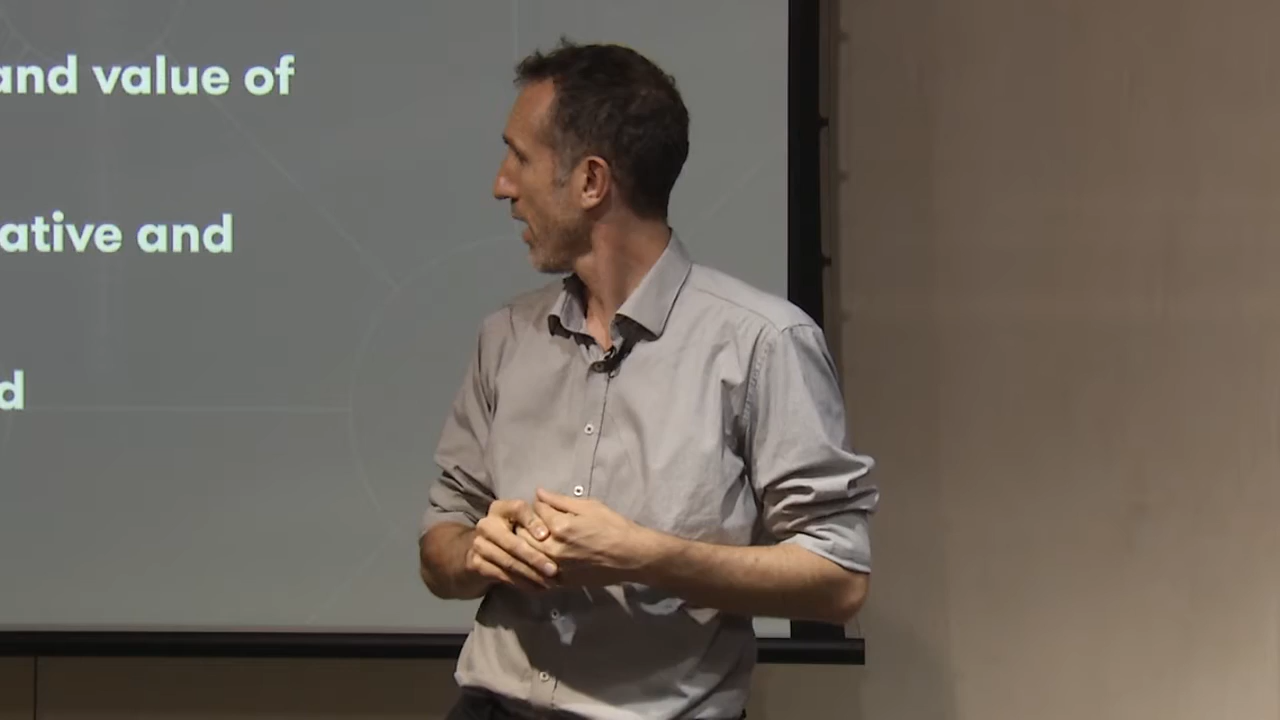 and value of
ative and
d